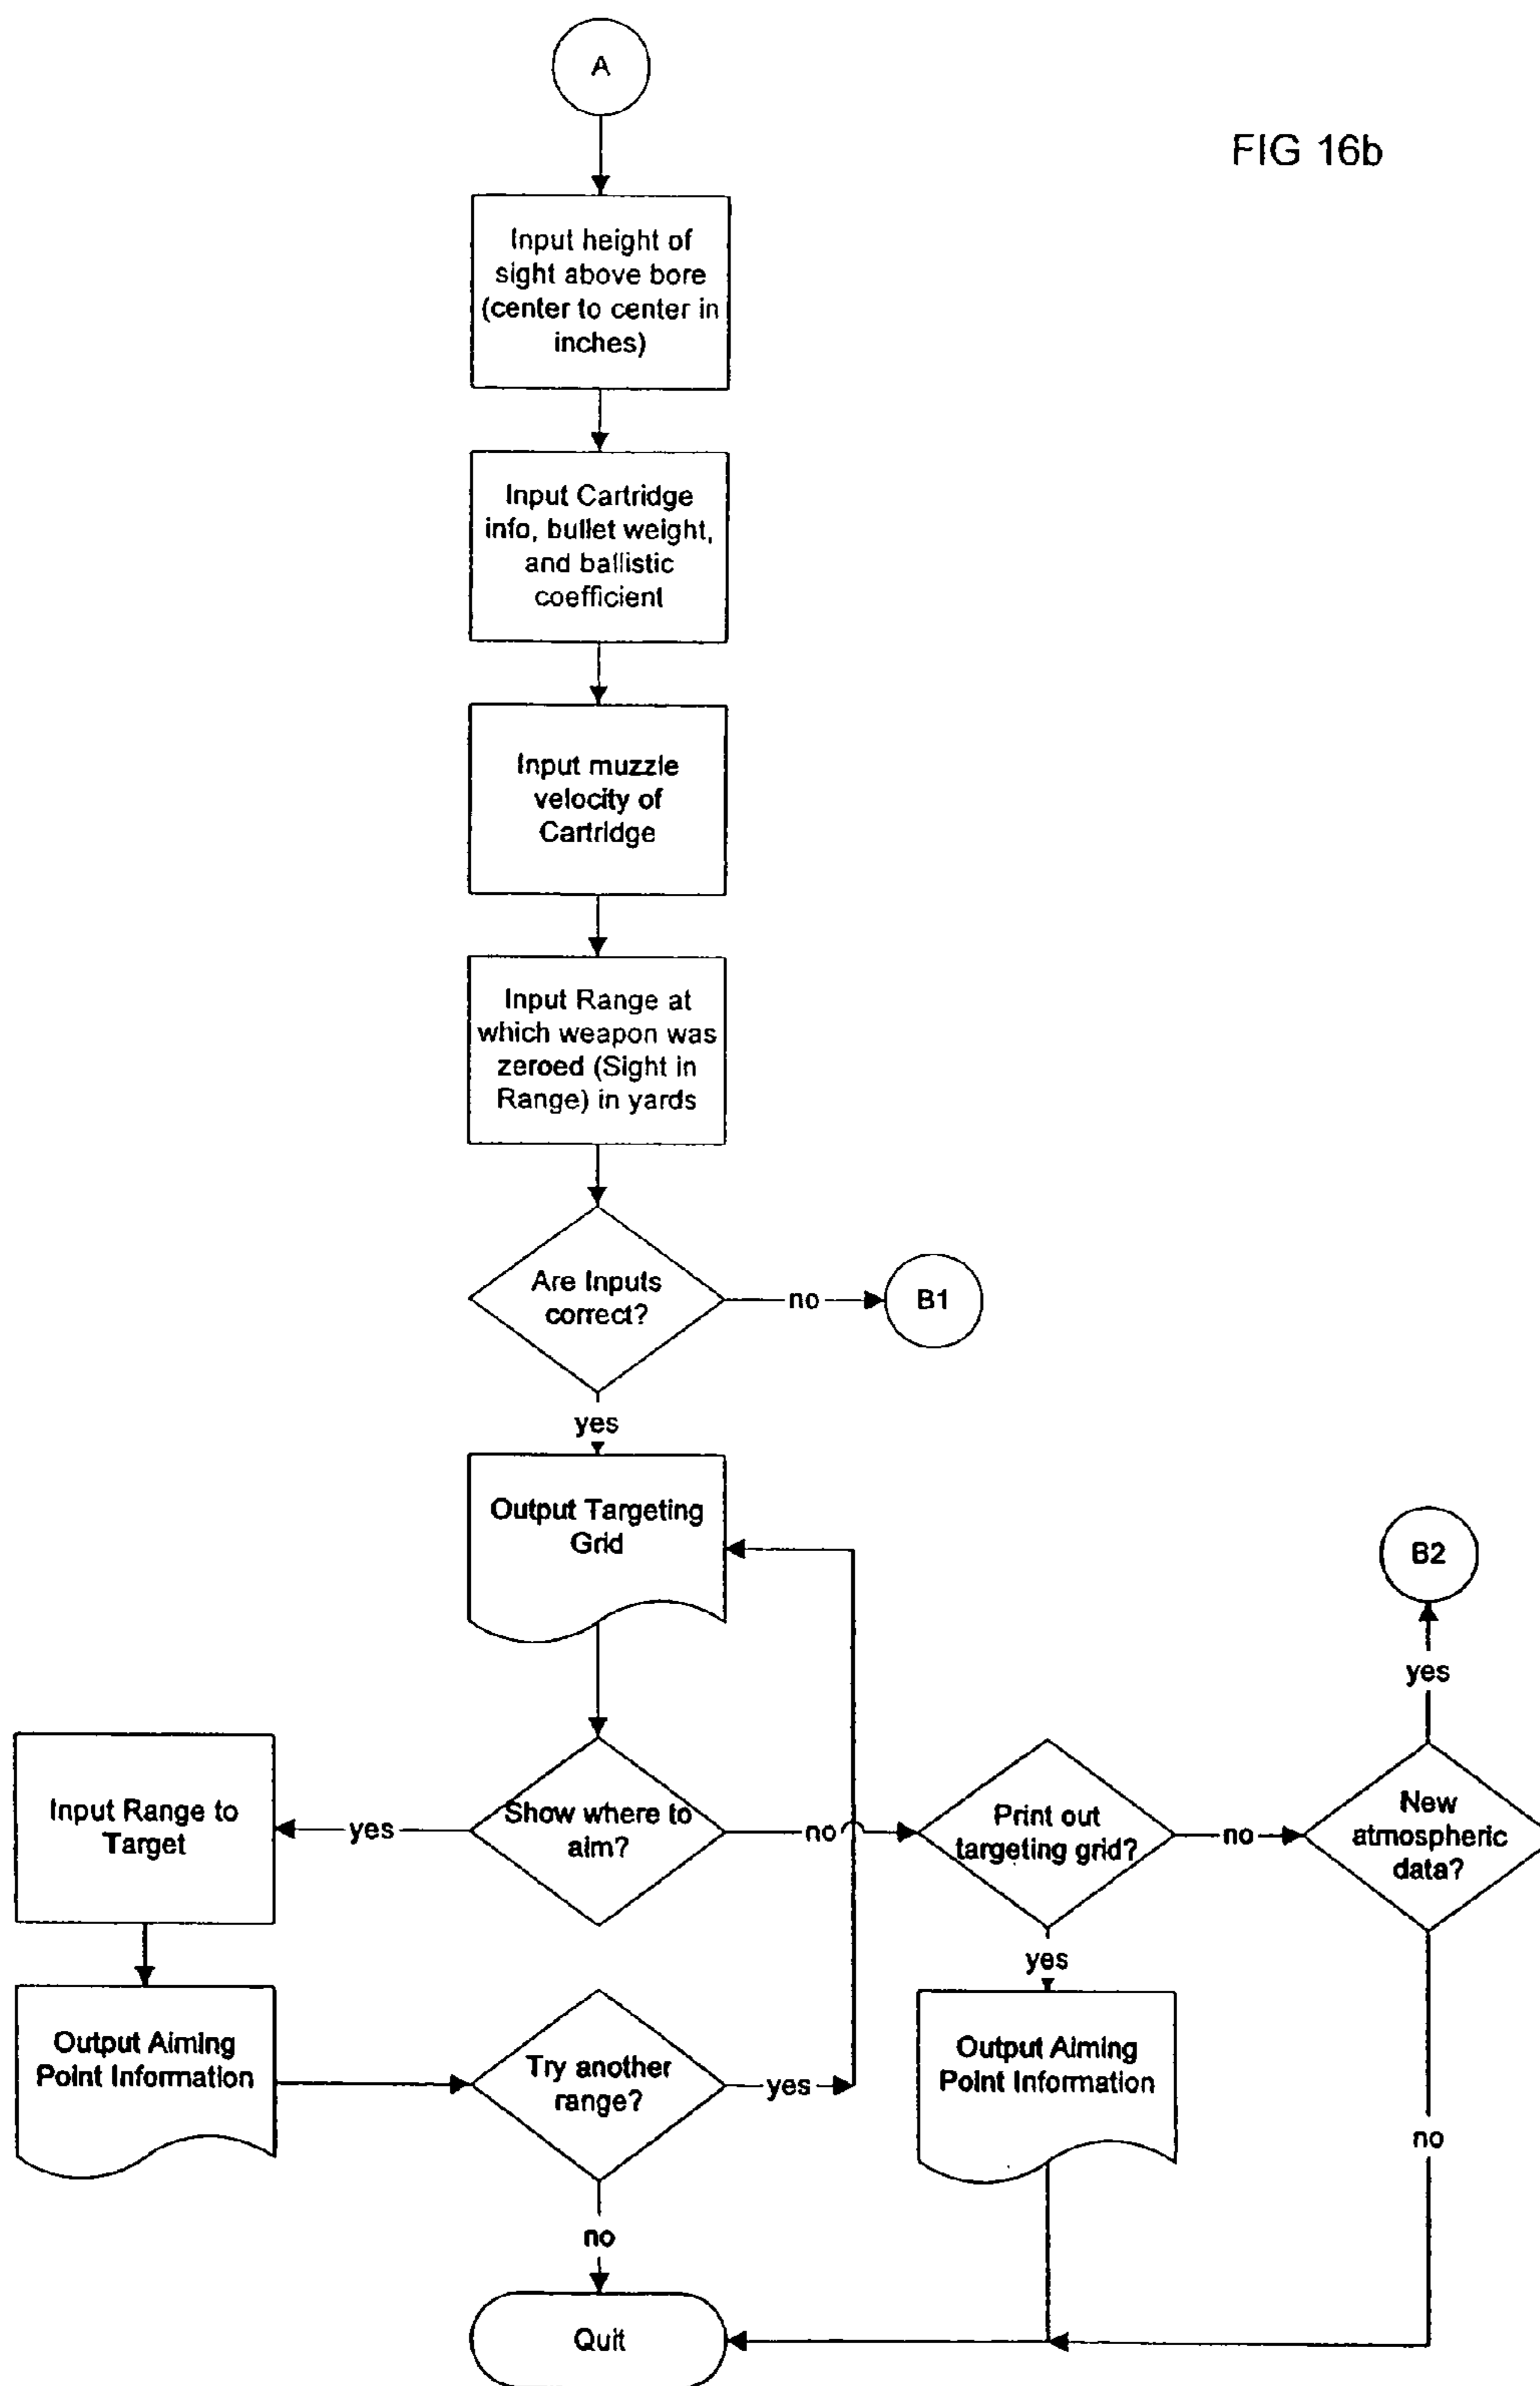 A
FIG 16b
Input height of
sight above bore
(center to center in
inches)
Input Cartridge
info, bullet weight,
and ballistic
coefficient
Input muzzle
velocity of
Cartridge
Input Range at
which weapon was
zeroed (Sight in
Range) in yards
Are Inputs
correct?
no
B1
yes
Output Targeting
Grid
B2
yes
Input Range to
Target
yes
Show where to
aim?
no
Print out
targeting grid?
no
New
atmospheric
data?
yes
Output Aiming
Point Information
Try another
range?
yes
Output Aiming
Point Information
no
no
Quit